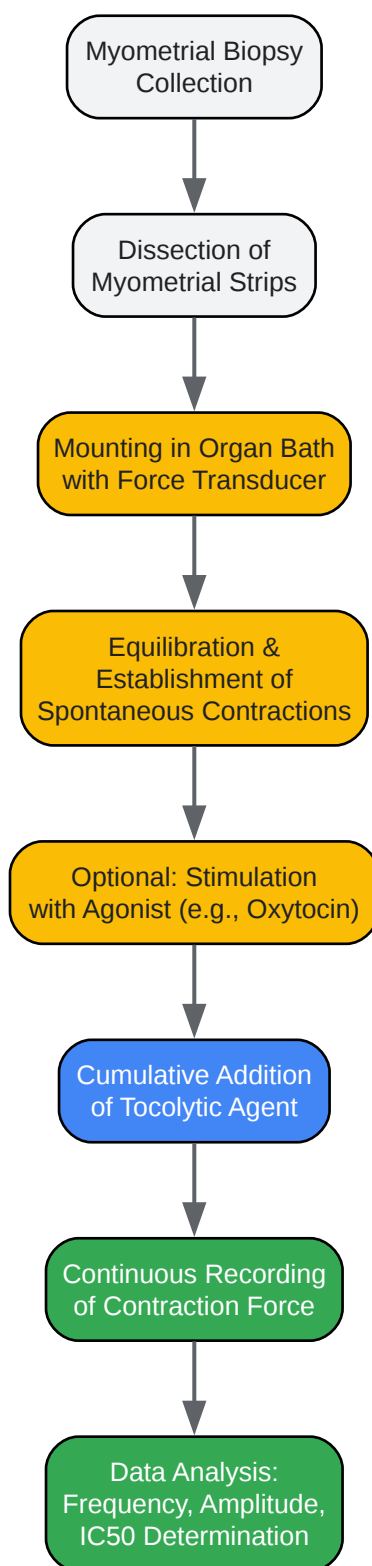 Myometrial Biopsy
Collection
Dissection of
Myometrial Strips
Mounting in Organ Bath
with Force Transducer
Equilibration &
Establishment of
Spontaneous Contractions
Optional: Stimulation
with Agonist (e.g., Oxytocin)
Cumulative Addition
of Tocolytic Agent
Continuous Recording
of Contraction Force
Data Analysis:
Frequency, Amplitude,
IC50 Determination